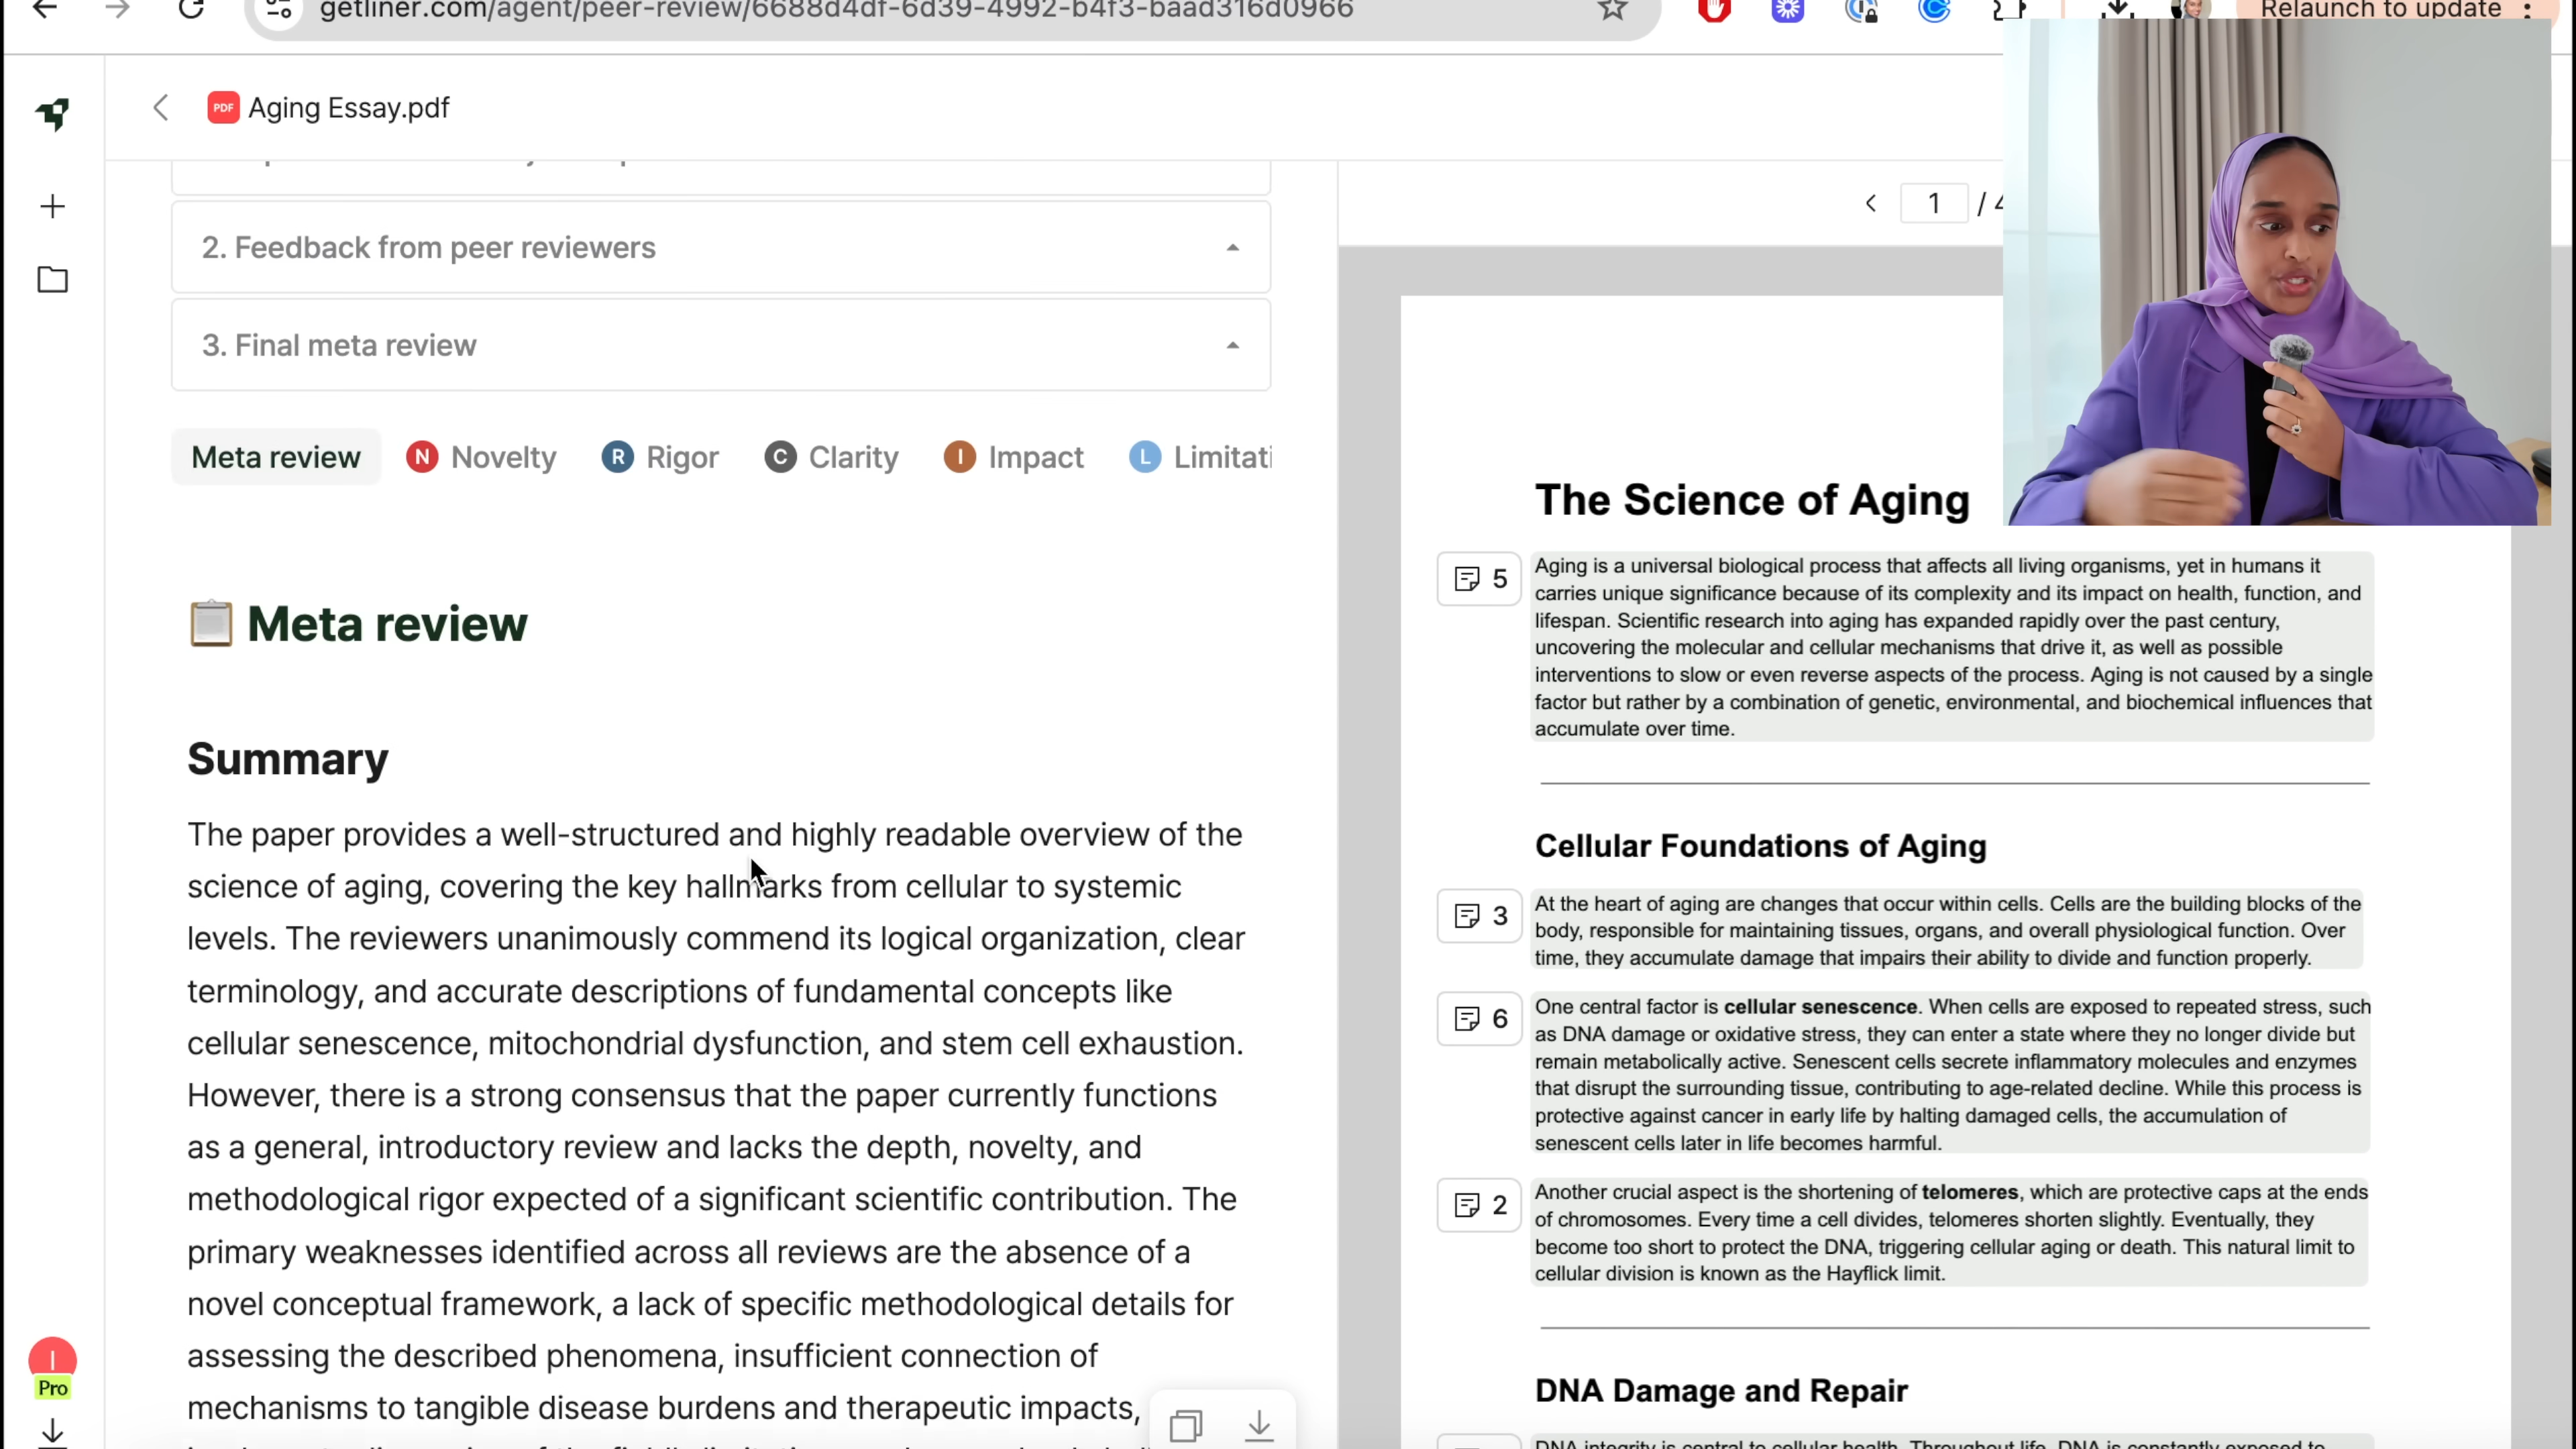 getliner.com/agent/peer-review/6688d4df-6d39-4992-b4f3-baad316d0966
Relaunch to update
PDF Aging Essay.pdf
2. Feedback from peer reviewers
3. Final meta review
Meta review N Novelty R Rigor C Clarity I Impact L Limitati
Meta review
Summary
The paper provides a well-structured and highly readable overview of the
science of aging, covering the key hallmarks from cellular to systemic
levels. The reviewers unanimously commend its logical organization, clear
terminology, and accurate descriptions of fundamental concepts like
cellular senescence, mitochondrial dysfunction, and stem cell exhaustion.
However, there is a strong consensus that the paper currently functions
as a general, introductory review and lacks the depth, novelty, and
methodological rigor expected of a significant scientific contribution. The
primary weaknesses identified across all reviews are the absence of a
novel conceptual framework, a lack of specific methodological details for
assessing the described phenomena, insufficient connection of
mechanisms to tangible disease burdens and therapeutic impacts,
I
Pro
1 / 4
The Science of Aging
5
Aging is a universal biological process that affects all living organisms, yet in humans it
carries unique significance because of its complexity and its impact on health, function, and
lifespan. Scientific research into aging has expanded rapidly over the past century,
uncovering the molecular and cellular mechanisms that drive it, as well as possible
interventions to slow or even reverse aspects of the process. Aging is not caused by a single
factor but rather by a combination of genetic, environmental, and biochemical influences that
accumulate over time.
Cellular Foundations of Aging
3
At the heart of aging are changes that occur within cells. Cells are the building blocks of the
body, responsible for maintaining tissues, organs, and overall physiological function. Over
time, they accumulate damage that impairs their ability to divide and function properly.
6
One central factor is cellular senescence. When cells are exposed to repeated stress, such
as DNA damage or oxidative stress, they can enter a state where they no longer divide but
remain metabolically active. Senescent cells secrete inflammatory molecules and enzymes
that disrupt the surrounding tissue, contributing to age-related decline. While this process is
protective against cancer in early life by halting damaged cells, the accumulation of
senescent cells later in life becomes harmful.
2
Another crucial aspect is the shortening of telomeres, which are protective caps at the ends
of chromosomes. Every time a cell divides, telomeres shorten slightly. Eventually, they
become too short to protect the DNA, triggering cellular aging or death. This natural limit to
cellular division is known as the Hayflick limit.
DNA Damage and Repair
DNA integrity is central to cellular health. Throughout life, DNA is constantly exposed to